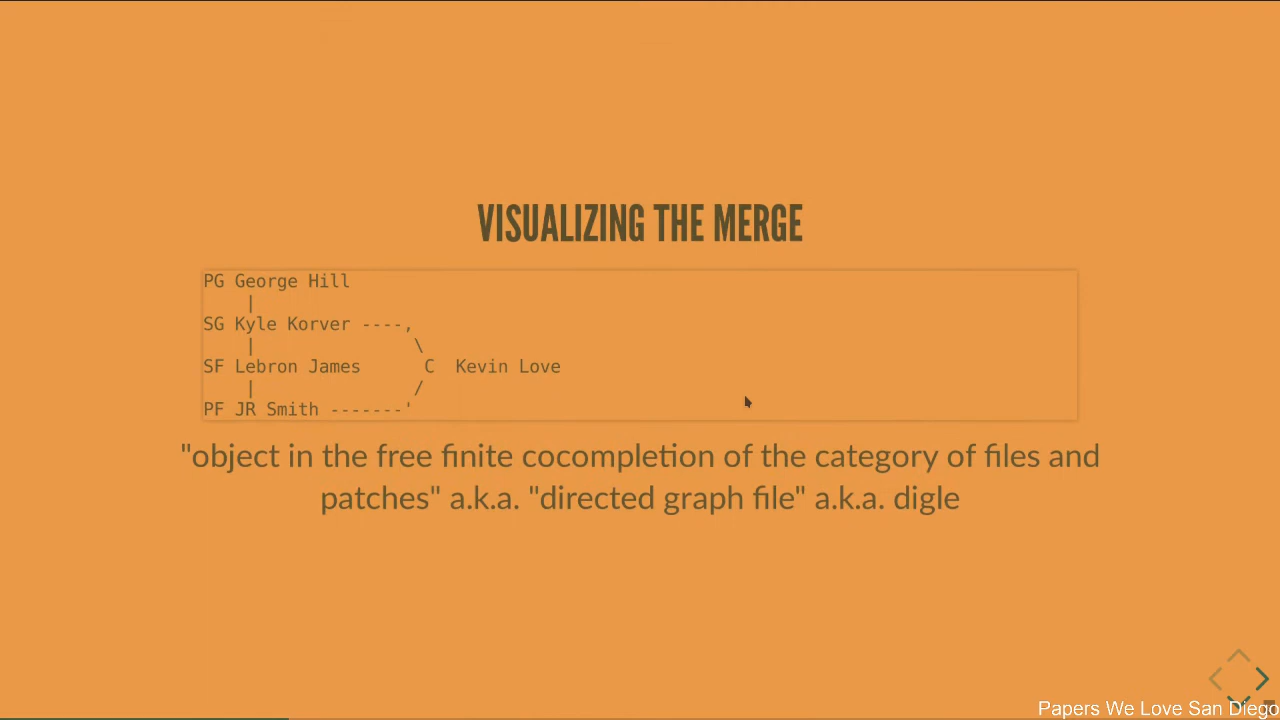 VISUALIZING THE MERGE
PG George Hill
    |
SG Kyle Korver ----,
    |               \
SF Lebron James      C  Kevin Love
    |               /
PF JR Smith -------'
"object in the free finite cocompletion of the category of files and
patches" a.k.a. "directed graph file" a.k.a. digle
Papers We Love San Diego